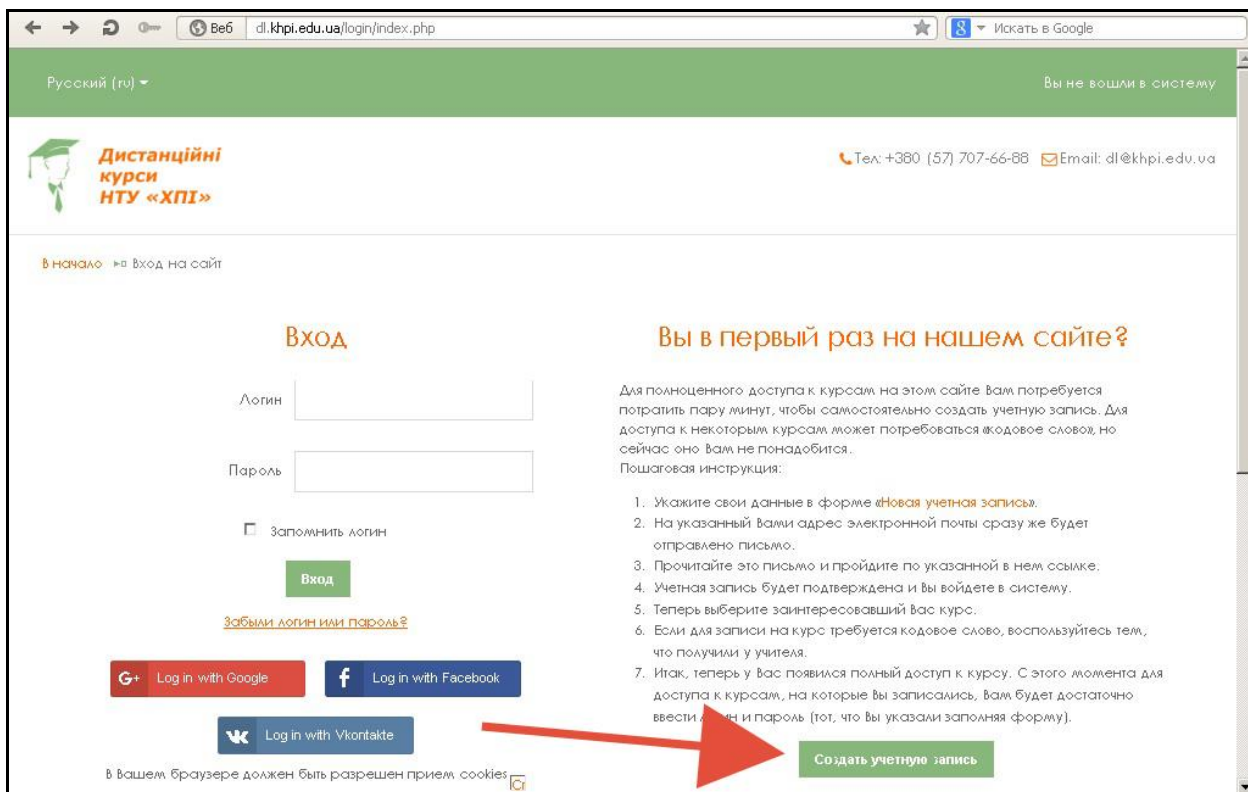 Веб
dl.khpi.edu.ua/login/index.php
Искать в Google
Русский (ru)
Вы не вошли в систему
Дистанційні
курси
НТУ «ХПІ»
Тел: +380 (57) 707-66-88 Email: dl@khpi.edu.ua
В начало Вход на сайт
Вход
Логин
Пароль
Запомнить логин
Вход
Забыли логин или пароль?
G+ Log in with Google
f Log in with Facebook
Log in with Vkontakte
В Вашем браузере должен быть разрешен прием cookies
Вы в первый раз на нашем сайте?
Для полноценного доступа к курсам на этом сайте Вам потребуется
потратить пару минут, чтобы самостоятельно создать учетную запись. Для
доступа к некоторым курсам может потребоваться «кодовое слово», но
сейчас оно Вам не понадобится.
Пошаговая инструкция:
1. Укажите свои данные в форме «Новая учетная запись».
2. На указанный Вами адрес электронной почты сразу же будет
отправлено письмо.
3. Прочитайте это письмо и пройдите по указанной в нем ссылке.
4. Учетная запись будет подтверждена и Вы войдете в систему.
5. Теперь выберите заинтересовавший Вас курс.
6. Если для записи на курс требуется кодовое слово, воспользуйтесь тем,
что получили у учителя.
7. Итак, теперь у Вас появился полный доступ к курсу. С этого момента для
доступа к курсам, на которые Вы записались, Вам будет достаточно
ввести и пароль (тот, что Вы указали заполняя форму).
Создать учетную запись